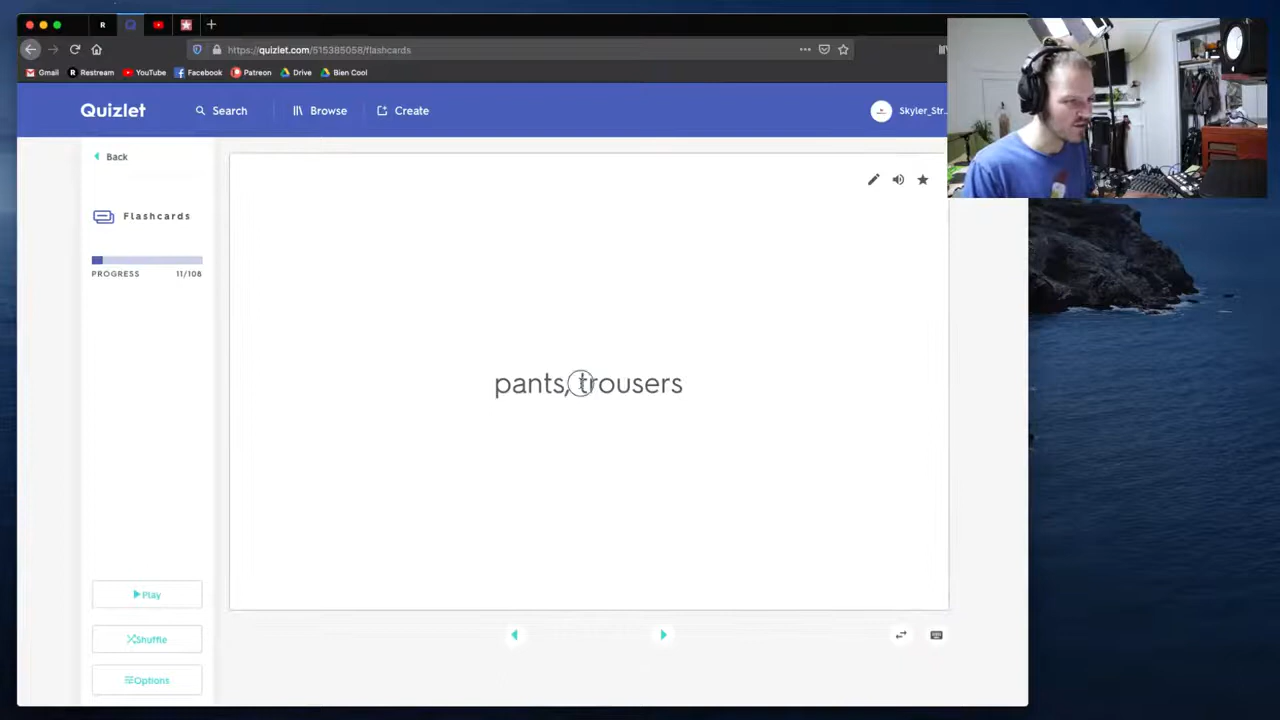 R
https://quizlet.com/515385058/flashcards
Gmail Restream YouTube Facebook Patreon Drive Bien Cool
Quizlet Search Browse Create Skyler_Str...
Back
Flashcards
PROGRESS 11/108
pants, trousers
Play
Shuffle
Options